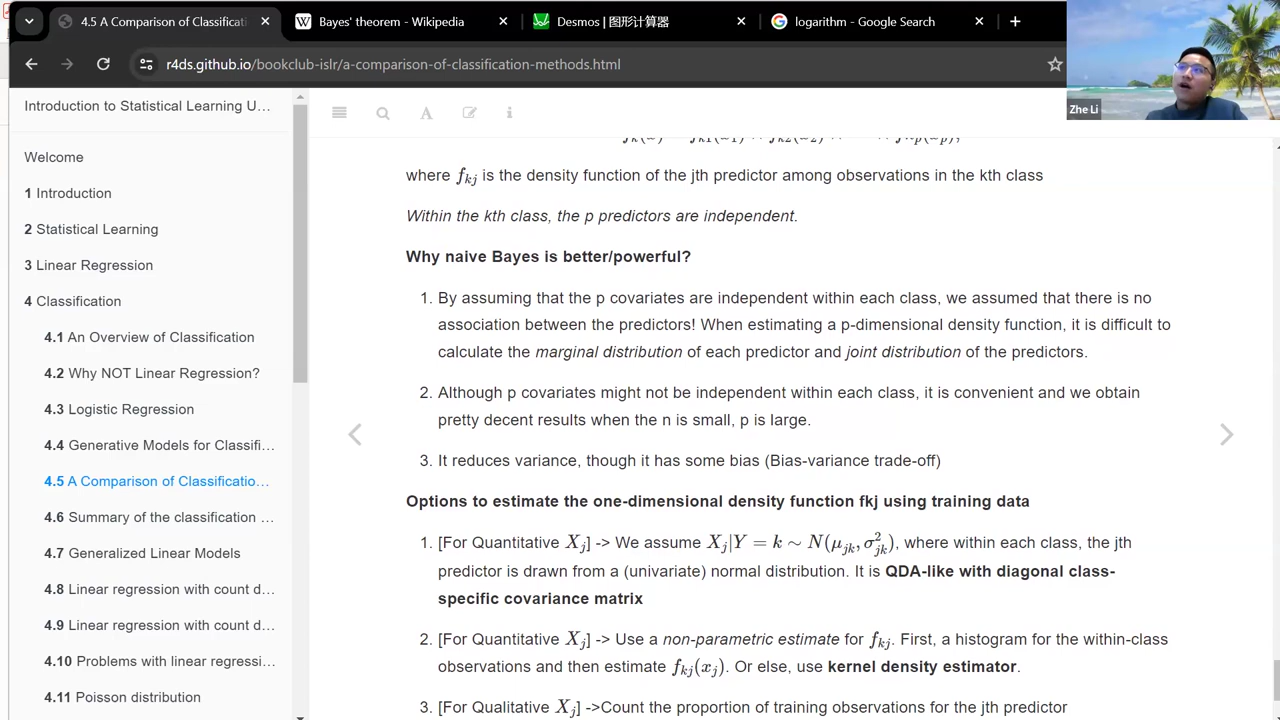 4.5 A Comparison of Classificati
Bayes' theorem - Wikipedia
Desmos | 图形计算器
logarithm - Google Search
r4ds.github.io/bookclub-islr/a-comparison-of-classification-methods.html
Zhe Li
Introduction to Statistical Learning U...
Welcome
1 Introduction
2 Statistical Learning
3 Linear Regression
4 Classification
4.1 An Overview of Classification
4.2 Why NOT Linear Regression?
4.3 Logistic Regression
4.4 Generative Models for Classifi...
4.5 A Comparison of Classificatio...
4.6 Summary of the classification ...
4.7 Generalized Linear Models
4.8 Linear regression with count d...
4.9 Linear regression with count d...
4.10 Problems with linear regressi...
4.11 Poisson distribution
where f_{kj} is the density function of the jth predictor among observations in the kth class
Within the kth class, the p predictors are independent.
Why naive Bayes is better/powerful?
1. By assuming that the p covariates are independent within each class, we assumed that there is no
association between the predictors! When estimating a p-dimensional density function, it is difficult to
calculate the marginal distribution of each predictor and joint distribution of the predictors.
2. Although p covariates might not be independent within each class, it is convenient and we obtain
pretty decent results when the n is small, p is large.
3. It reduces variance, though it has some bias (Bias-variance trade-off)
Options to estimate the one-dimensional density function fkj using training data
1. [For Quantitative X_j] -> We assume X_j|Y = k ∼ N(μ_{jk}, σ²_{jk}), where within each class, the jth
predictor is drawn from a (univariate) normal distribution. It is QDA-like with diagonal class-
specific covariance matrix
2. [For Quantitative X_j] -> Use a non-parametric estimate for f_{kj}. First, a histogram for the within-class
observations and then estimate f_{kj}(x_j). Or else, use kernel density estimator.
3. [For Qualitative X_j] ->Count the proportion of training observations for the jth predictor